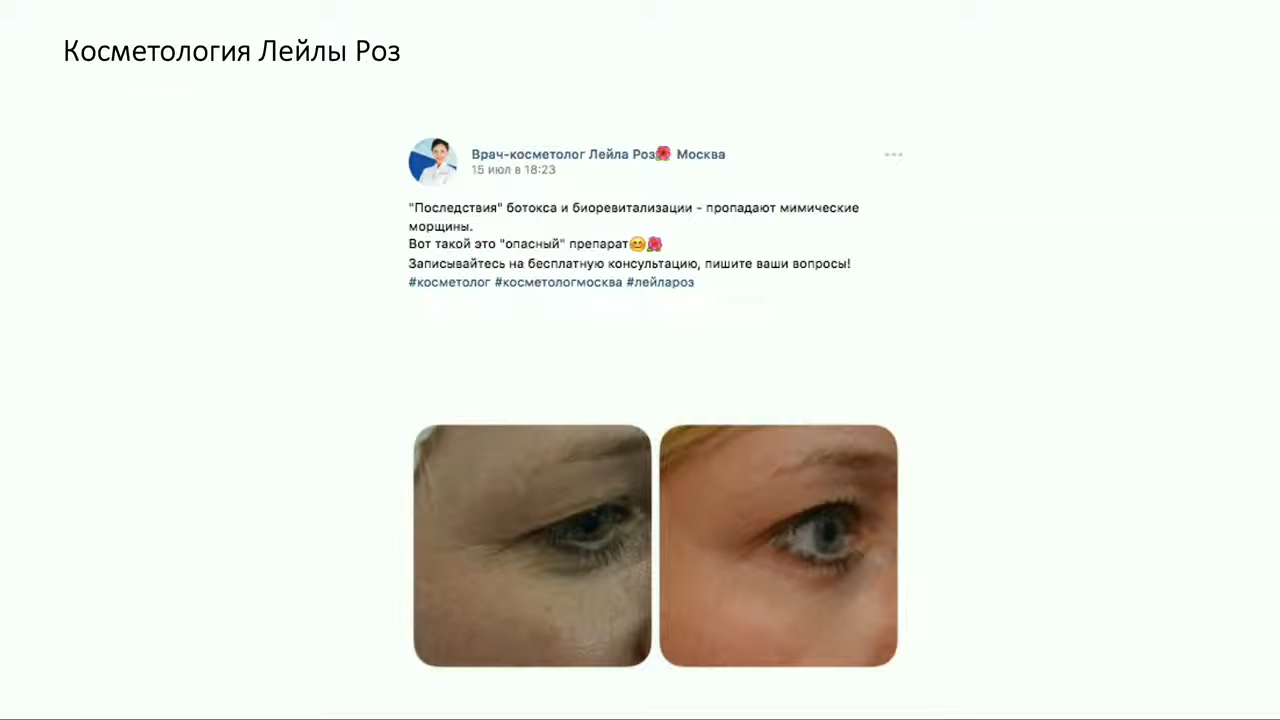 Косметология Лейлы Роз
Врач-косметолог Лейла Роз🌺 Москва
15 июл в 18:23
"Последствия" ботокса и биоревитализации - пропадают мимические
морщины.
Вот такой это "опасный" препарат😊🌺
Записывайтесь на бесплатную консультацию, пишите ваши вопросы!
#косметолог #косметологмосква #лейлароз